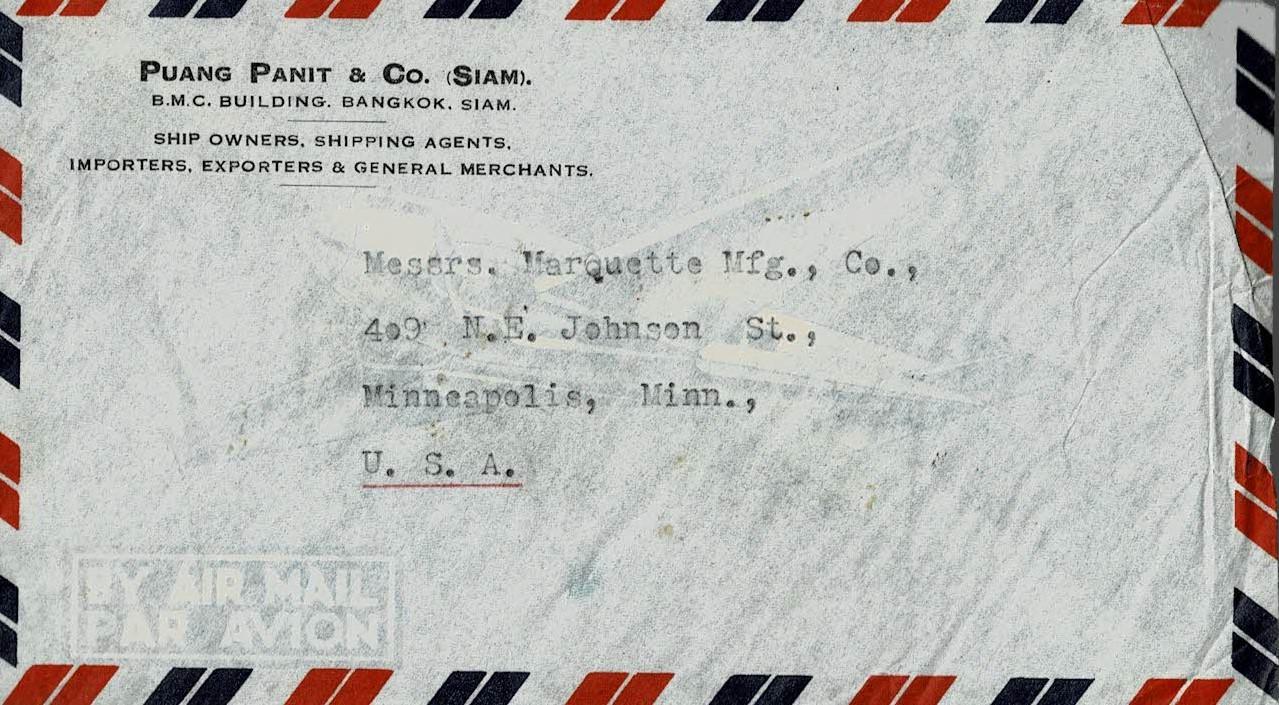 PUANG PANIT & CO. (SIAM).
B.M.C. BUILDING. BANGKOK. SIAM.
SHIP OWNERS, SHIPPING AGENTS,
IMPORTERS, EXPORTERS & GENERAL MERCHANTS.
Messrs. Marquette Mfg., Co.,
409 N.E. Johnson St.,
Minneapolis, Minn.,
U. S. A.
BY AIR MAIL
PAR AVION